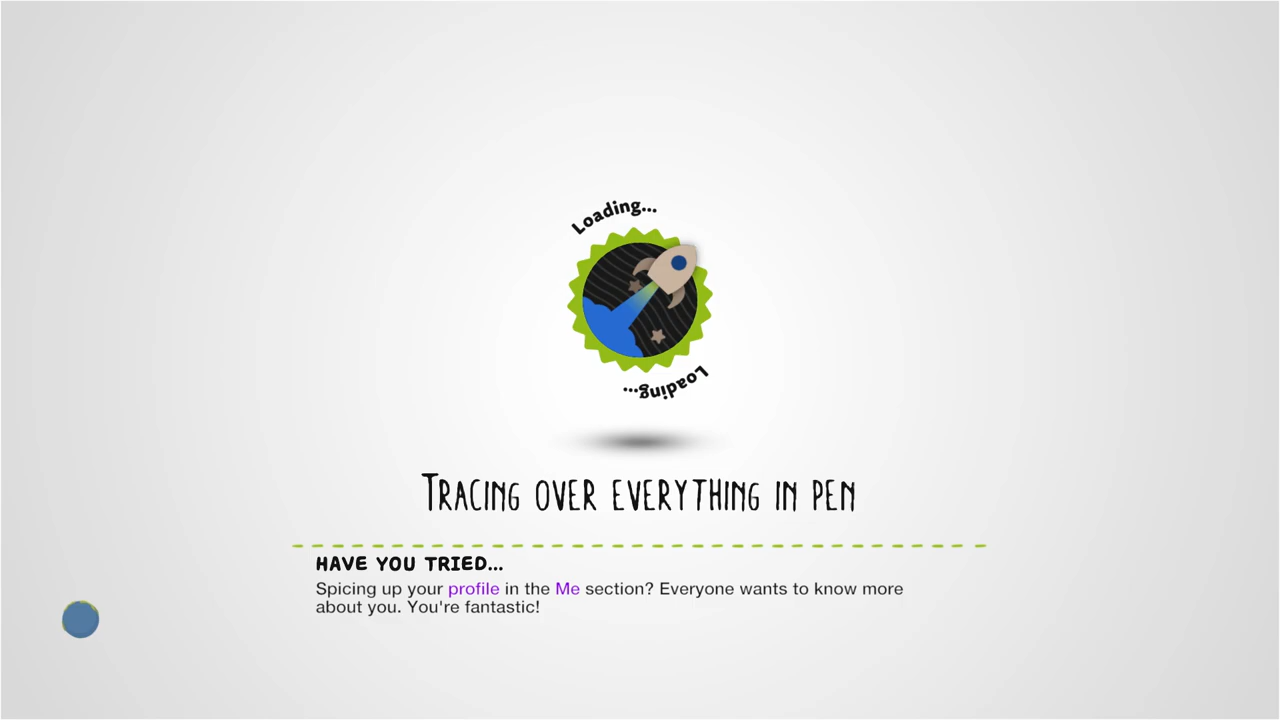 Loading...
Loading...
Tracing over everything in pen
HAVE YOU TRIED...
Spicing up your profile in the Me section? Everyone wants to know more
about you. You're fantastic!